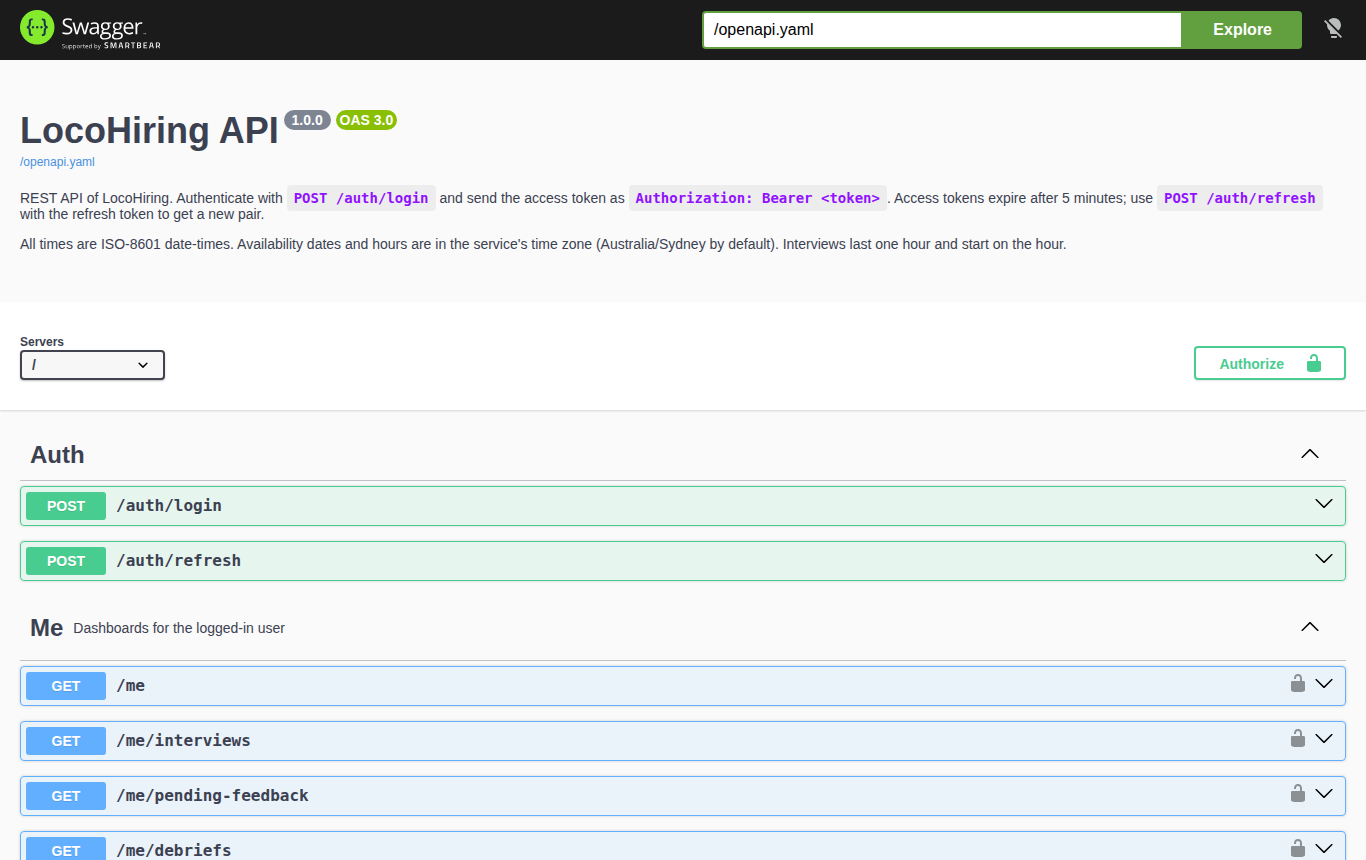 Swagger
Supported by SMARTBEAR
/openapi.yaml
Explore
LocoHiring API 1.0.0 OAS 3.0
/openapi.yaml
REST API of LocoHiring. Authenticate with POST /auth/login and send the access token as Authorization: Bearer <token> . Access tokens expire after 5 minutes; use POST /auth/refresh
with the refresh token to get a new pair.
All times are ISO-8601 date-times. Availability dates and hours are in the service's time zone (Australia/Sydney by default). Interviews last one hour and start on the hour.
Servers
/
Authorize
Auth
POST /auth/login
POST /auth/refresh
Me Dashboards for the logged-in user
GET /me
GET /me/interviews
GET /me/pending-feedback
GET /me/debriefs